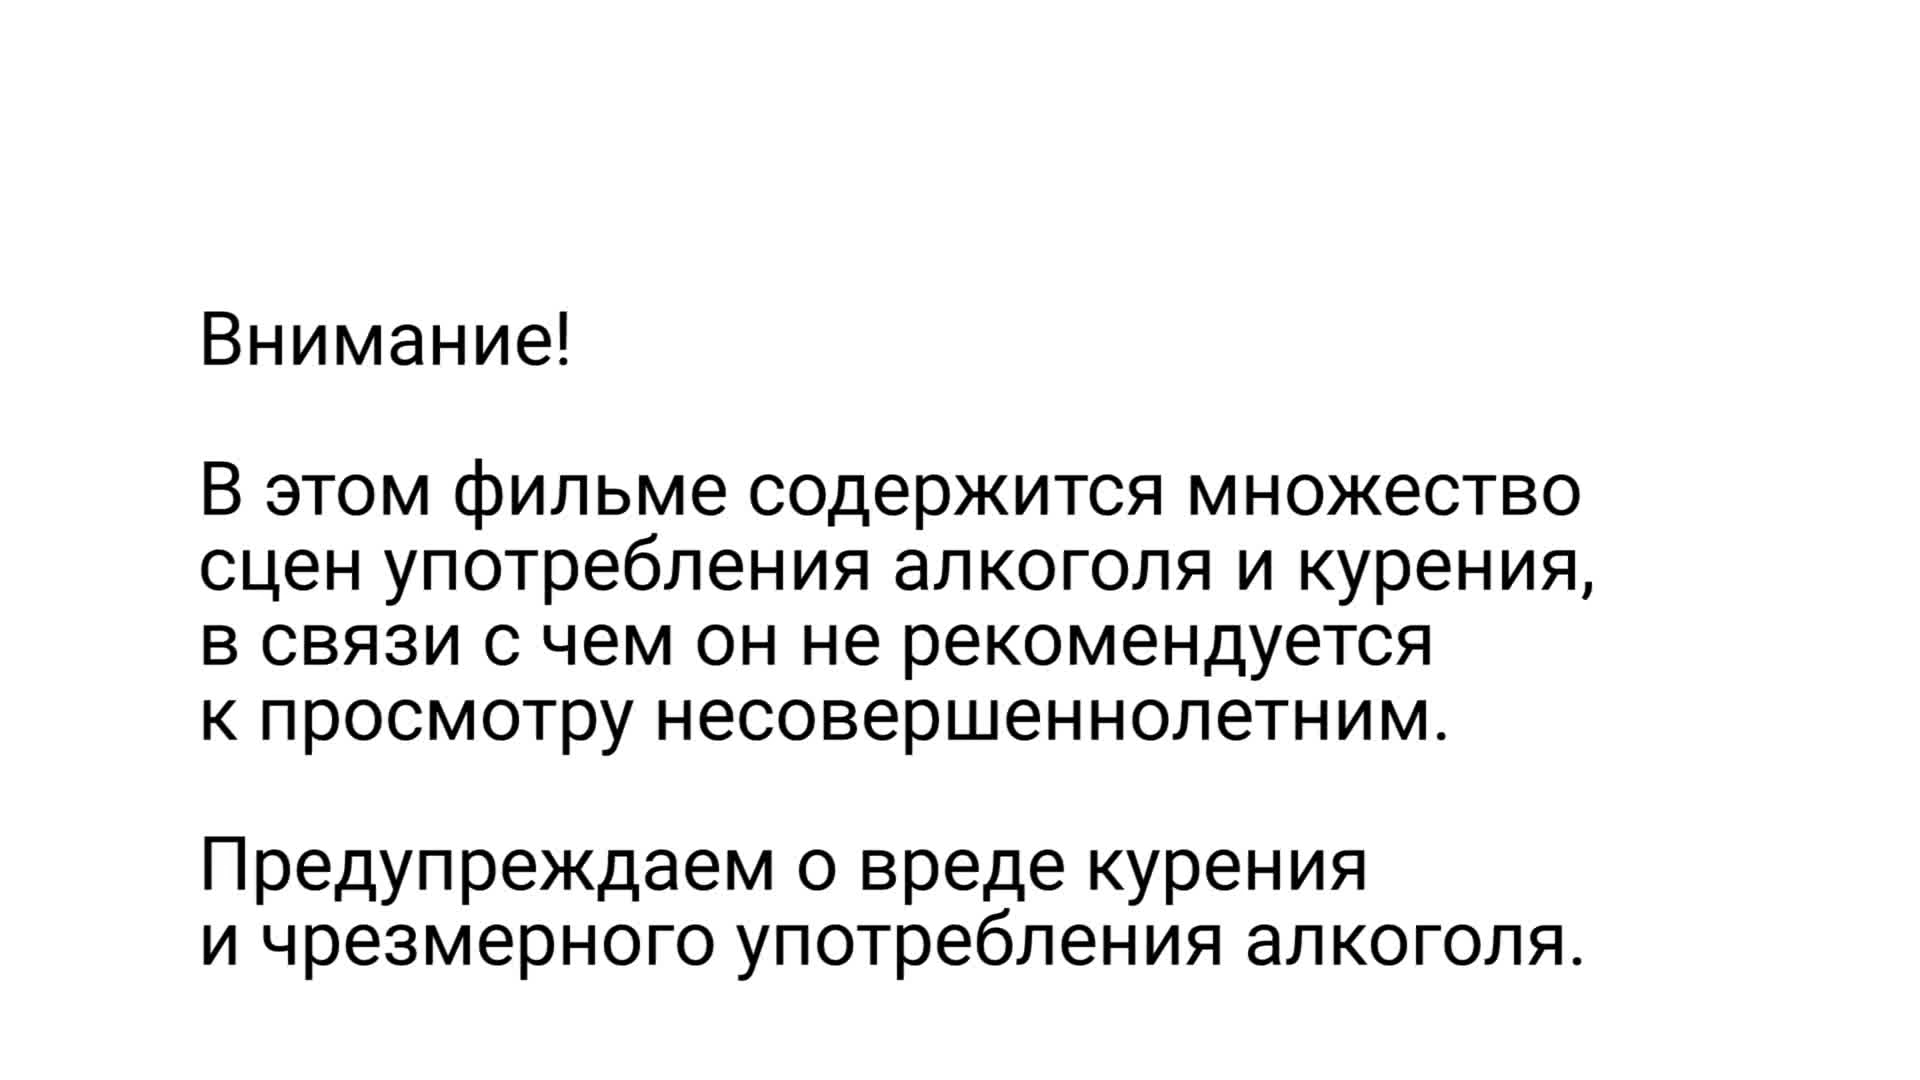 Внимание!
В этом фильме содержится множество
сцен употребления алкоголя и курения,
в связи с чем он не рекомендуется
к просмотру несовершеннолетним.
Предупреждаем о вреде курения
и чрезмерного употребления алкоголя.